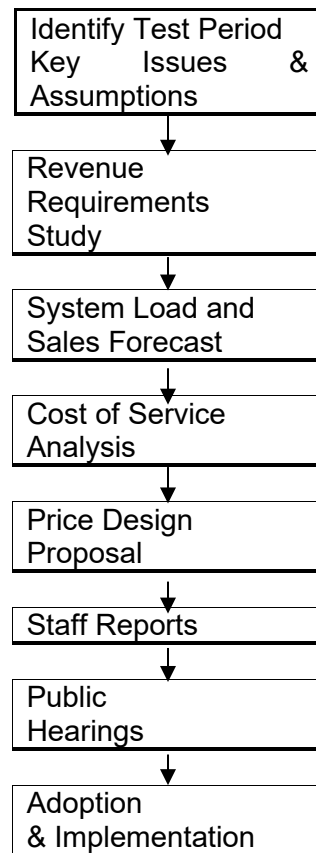 Identify Test Period
Key Issues &
Assumptions
Revenue
Requirements
Study
System Load and
Sales Forecast
Cost of Service
Analysis
Price Design
Proposal
Staff Reports
Public
Hearings
Adoption
& Implementation